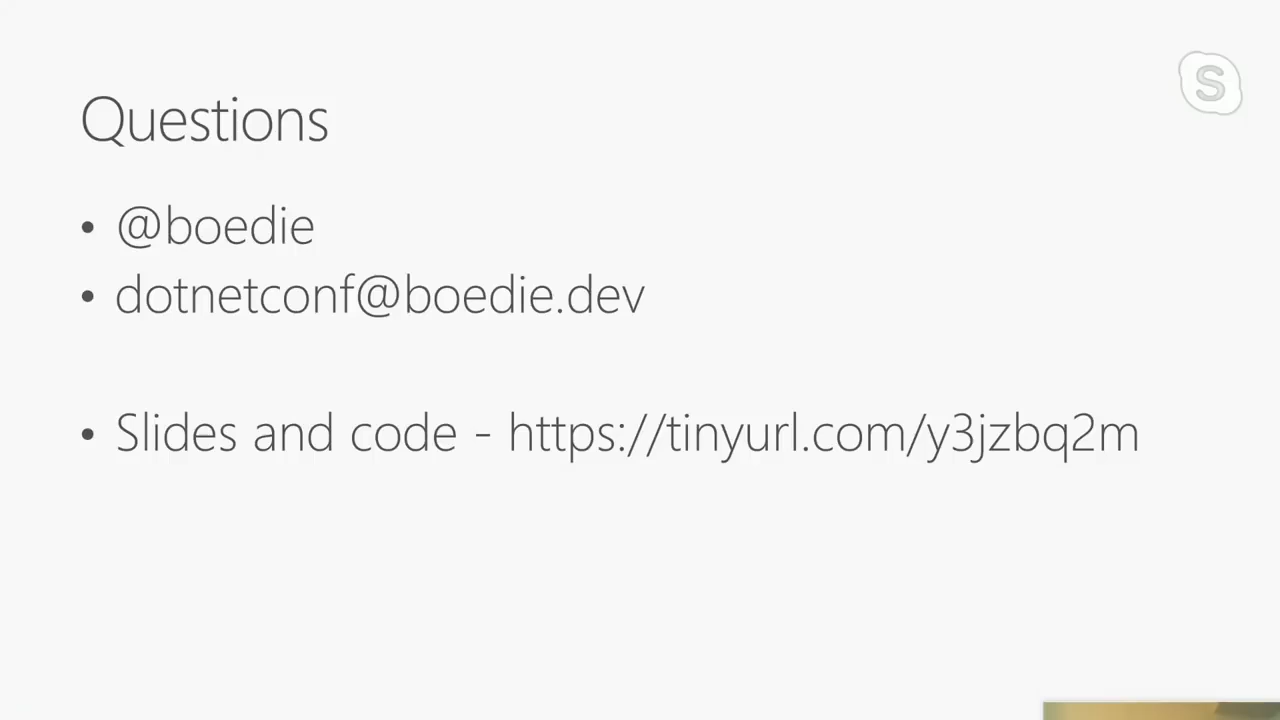 Questions
S
• @boedie
• dotnetconf@boedie.dev
• Slides and code - https://tinyurl.com/y3jzbq2m